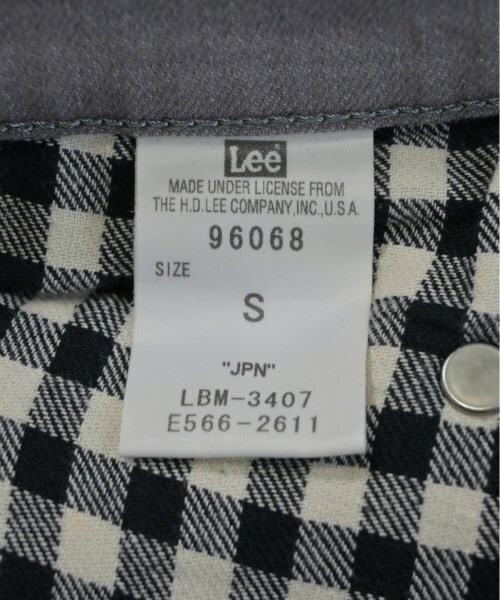 Lee
MADE UNDER LICENSE FROM
THE H.D.LEE COMPANY,INC.,U.S.A.
96068
SIZE
S
"JPN"
LBM-3407
E566-2611